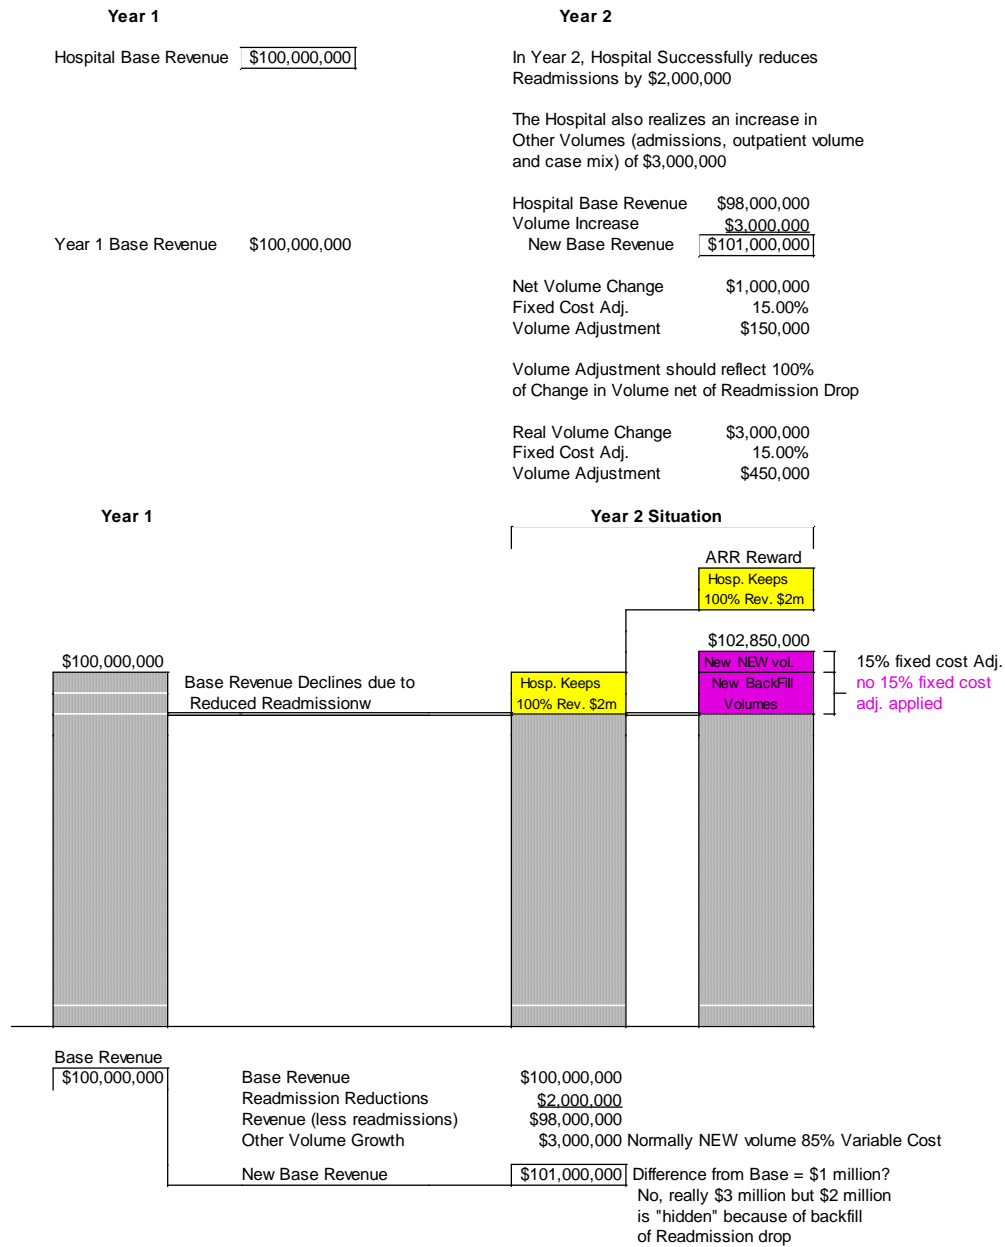 Year 1
Year 2
Hospital Base Revenue $100,000,000
In Year 2, Hospital Successfully reduces
Readmissions by $2,000,000
The Hospital also realizes an increase in
Other Volumes (admissions, outpatient volume
and case mix) of $3,000,000
Hospital Base Revenue $98,000,000
Volume Increase $3,000,000
Year 1 Base Revenue $100,000,000
New Base Revenue $101,000,000
Net Volume Change $1,000,000
Fixed Cost Adj. 15.00%
Volume Adjustment $150,000
Volume Adjustment should reflect 100%
of Change in Volume net of Readmission Drop
Real Volume Change $3,000,000
Fixed Cost Adj. 15.00%
Volume Adjustment $450,000
Year 1
Year 2 Situation
ARR Reward
Hosp. Keeps
100% Rev. $2m
$102,850,000
$100,000,000
New NEW vol.
15% fixed cost Adj.
Base Revenue Declines due to
Reduced Readmissionw
Hosp. Keeps
100% Rev. $2m
New BackFill
Volumes
no 15% fixed cost
adj. applied
Base Revenue
$100,000,000
Base Revenue $100,000,000
Readmission Reductions $2,000,000
Revenue (less readmissions) $98,000,000
Other Volume Growth $3,000,000 Normally NEW volume 85% Variable Cost
New Base Revenue $101,000,000 Difference from Base = $1 million?
No, really $3 million but $2 million
is "hidden" because of backfill
of Readmission drop